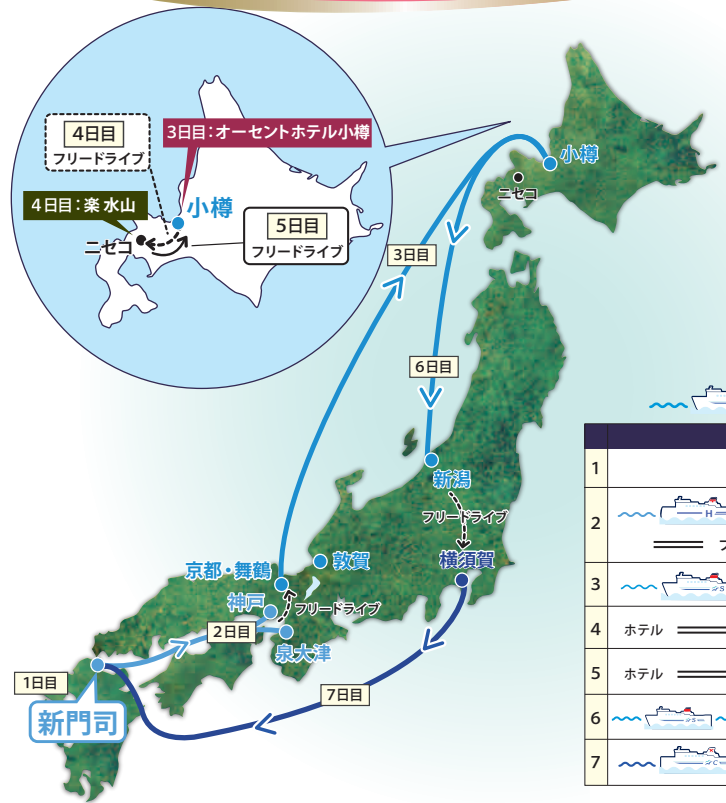 4日目
フリードライブ
3日目：オーセントホテル小樽
4日目：楽 水山
小樽
ニセコ
5日目
フリードライブ
小樽
ニセコ
3日目
6日目
新潟
フリードライブ
横須賀
敦賀
京都・舞鶴
神戸
フリードライブ
2日目
泉大津
1日目
新門司
7日目
1
2
H
3
S
4 ホテル
5 ホテル
6 S
7 C